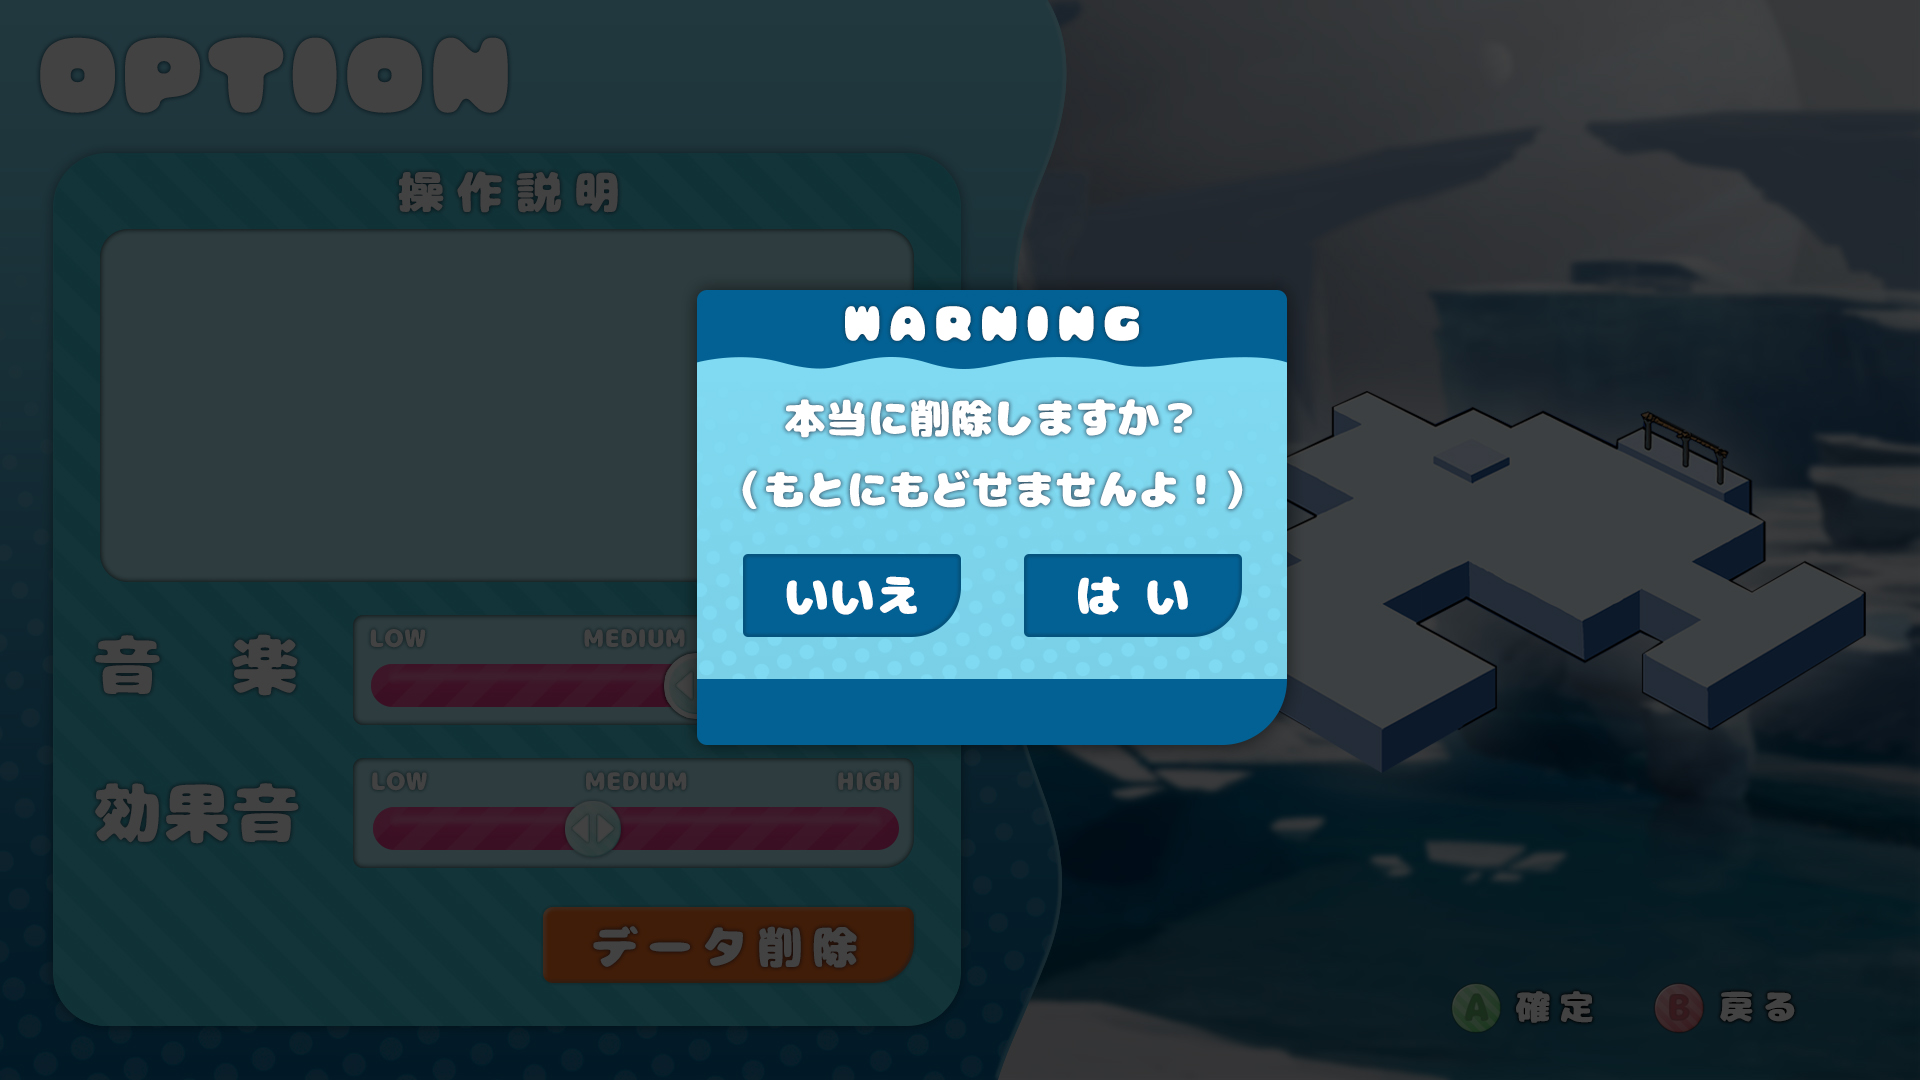 OPTION
操作説明
WARNING
本当に削除しますか？
（もとにもどせませんよ！）
いいえ
はい
音楽
LOW
MEDIUM
効果音
LOW
MEDIUM
HIGH
データ削除
A 確定
B 戻る